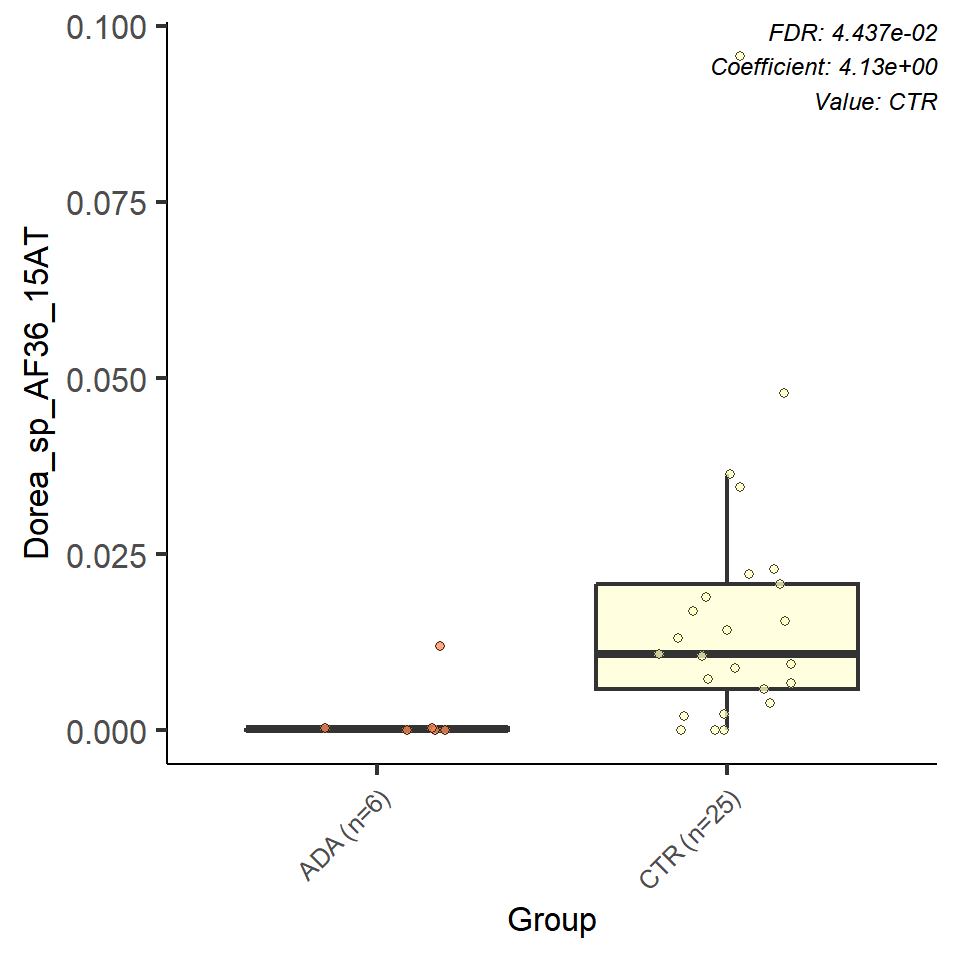 FDR: 4.437e-02
Coefficient: 4.13e+00
Value: CTR
0.100
0.075
0.050
0.025
0.000
Dorea_sp_AF36_15AT
ADA (n=6)
CTR (n=25)
Group